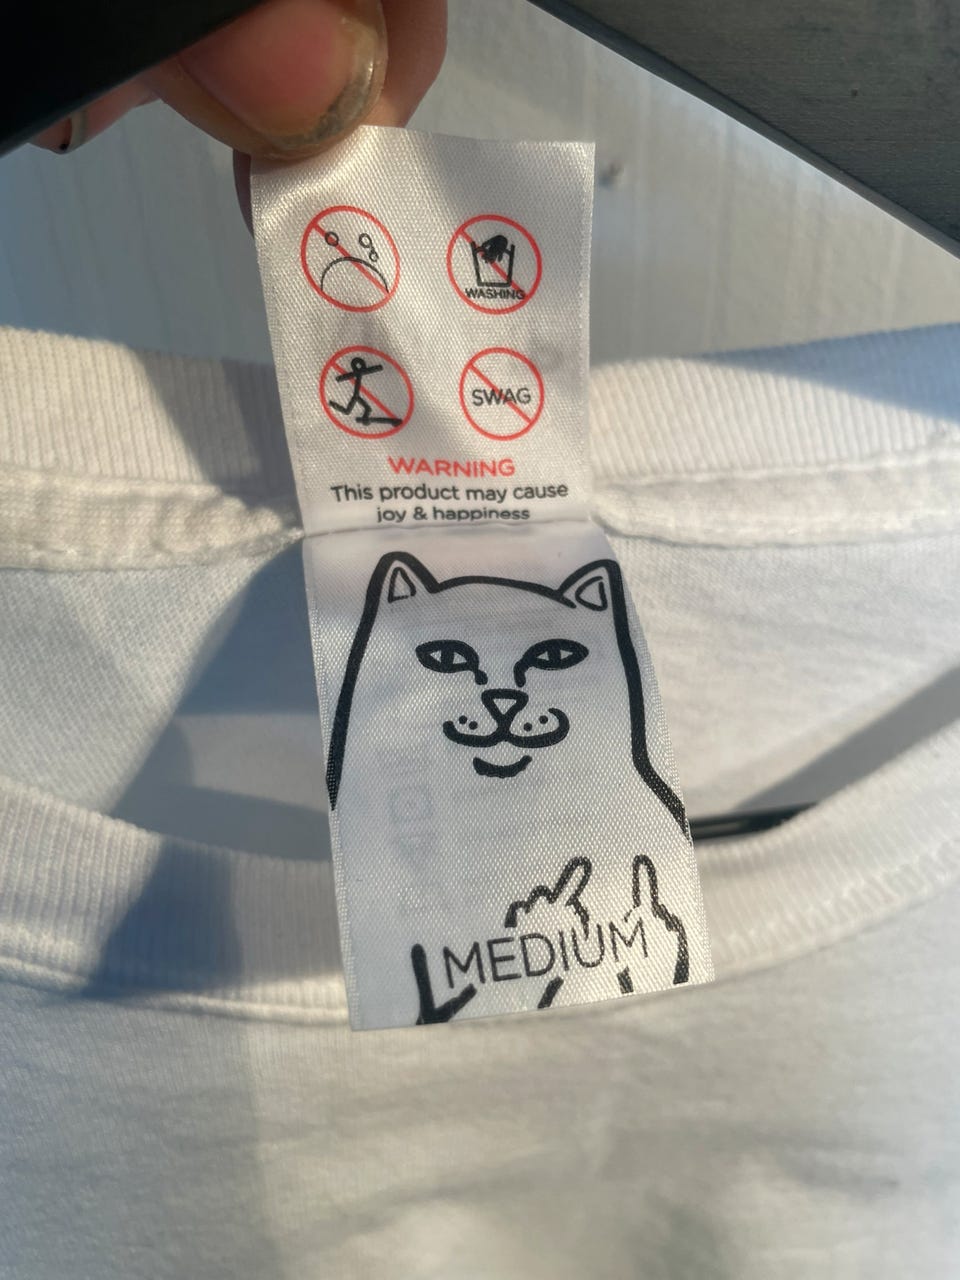 WASHING
SWAG
WARNING
This product may cause
joy & happiness
MEDIUM